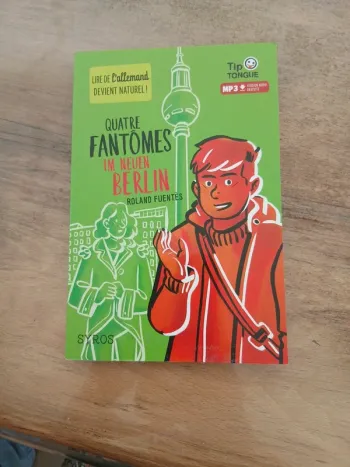 LIRE DE L'allemand
DEVIENT NATUREL !
Tip
TONGUE
MP3
QUATRE
FANTÔMES
IM NEUEN
BERLIN
ROLAND FUENTES
SYROS